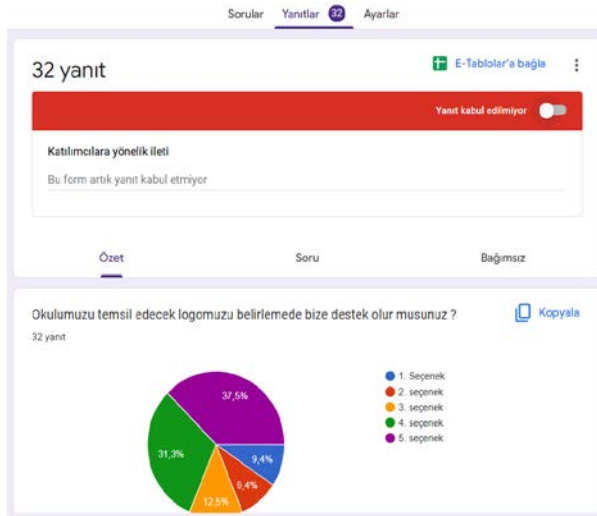 Sorular Yanıtlar 32 Ayarlar
32 yanıt
E-Tablolar'a bağla
Yanıt kabul edilmiyor
Katılımcılara yönelik ileti
Bu form artık yanıt kabul etmiyor
Özet Soru Bağımsız
Okulumuzu temsil edecek logomuzu belirlemede bize destek olur musunuz ?
Kopyala
32 yanıt
1. Seçenek
2. seçenek
3. seçenek
4. seçenek
5. seçenek
37,5%
31,3%
9,4%
9,4%
12,5%